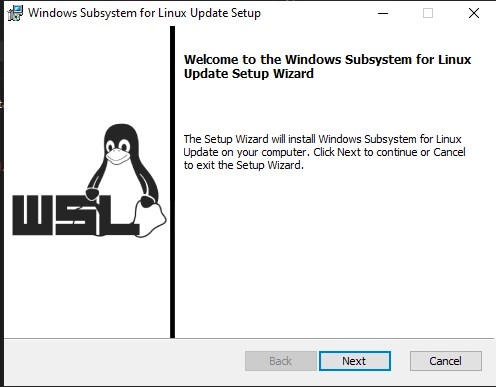 Windows Subsystem for Linux Update Setup
Welcome to the Windows Subsystem for Linux
Update Setup Wizard
The Setup Wizard will install Windows Subsystem for Linux
Update on your computer. Click Next to continue or Cancel
to exit the Setup Wizard.
WSL
Back
Next
Cancel